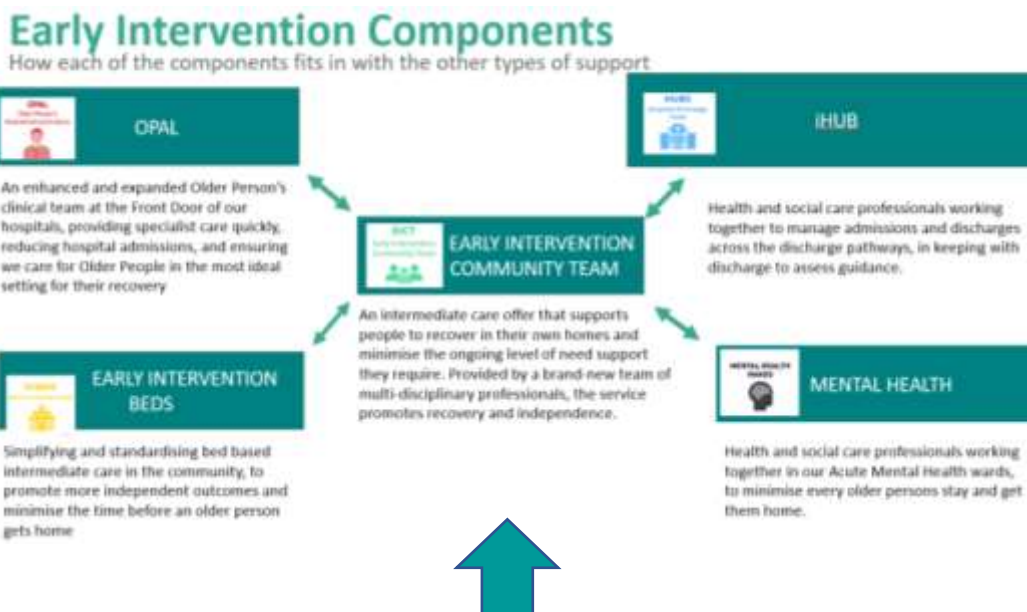 Early Intervention Components
How each of the components fits in with the other types of support
OPAL
An enhanced and expanded Older Person's
clinical team at the Front Door of our
hospitals, providing specialist care quickly,
reducing hospital admissions, and ensuring
we care for Older People in the most ideal
setting for their recovery
iHUB
Health and social care professionals working
together to manage admissions and discharges
across the discharge pathways, in keeping with
discharge to assess guidance.
EARLY INTERVENTION
COMMUNITY TEAM
An intermediate care offer that supports
people to recover in their own homes and
minimise the ongoing level of need support
they require. Provided by a brand-new team of
multi-disciplinary professionals, the service
promotes recovery and independence.
EARLY INTERVENTION
BEDS
Simplifying and standardising bed based
intermediate care in the community, to
promote more independent outcomes and
minimise the time before an older person
gets home
MENTAL HEALTH
WARDS
MENTAL HEALTH
Health and social care professionals working
together in our Acute Mental Health wards,
to minimise every older persons stay and get
them home.